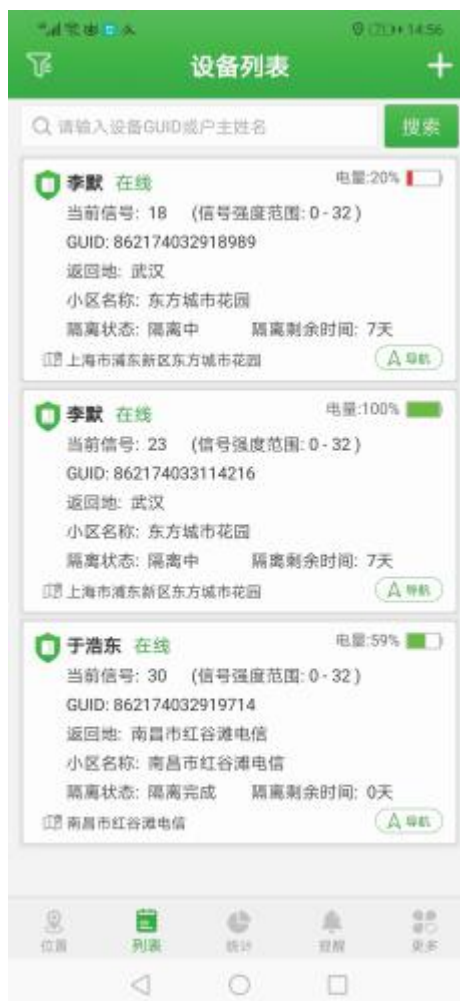 14:56
设备列表
请输入设备GUID或户主姓名
搜索
李默 在线 电量:20%
当前信号: 18 (信号强度范围: 0 - 32 )
GUID: 862174032918989
返回地: 武汉
小区名称: 东方城市花园
隔离状态: 隔离中 隔离剩余时间: 7天
上海市浦东新区东方城市花园 导航
李默 在线 电量:100%
当前信号: 23 (信号强度范围: 0 - 32 )
GUID: 862174033114216
返回地: 武汉
小区名称: 东方城市花园
隔离状态: 隔离中 隔离剩余时间: 7天
上海市浦东新区东方城市花园 导航
于浩东 在线 电量:59%
当前信号: 30 (信号强度范围: 0 - 32 )
GUID: 862174032919714
返回地: 南昌市红谷滩电信
小区名称: 南昌市红谷滩电信
隔离状态: 隔离完成 隔离剩余时间: 0天
南昌市红谷滩电信 导航
位置 列表 统计 提醒 更多